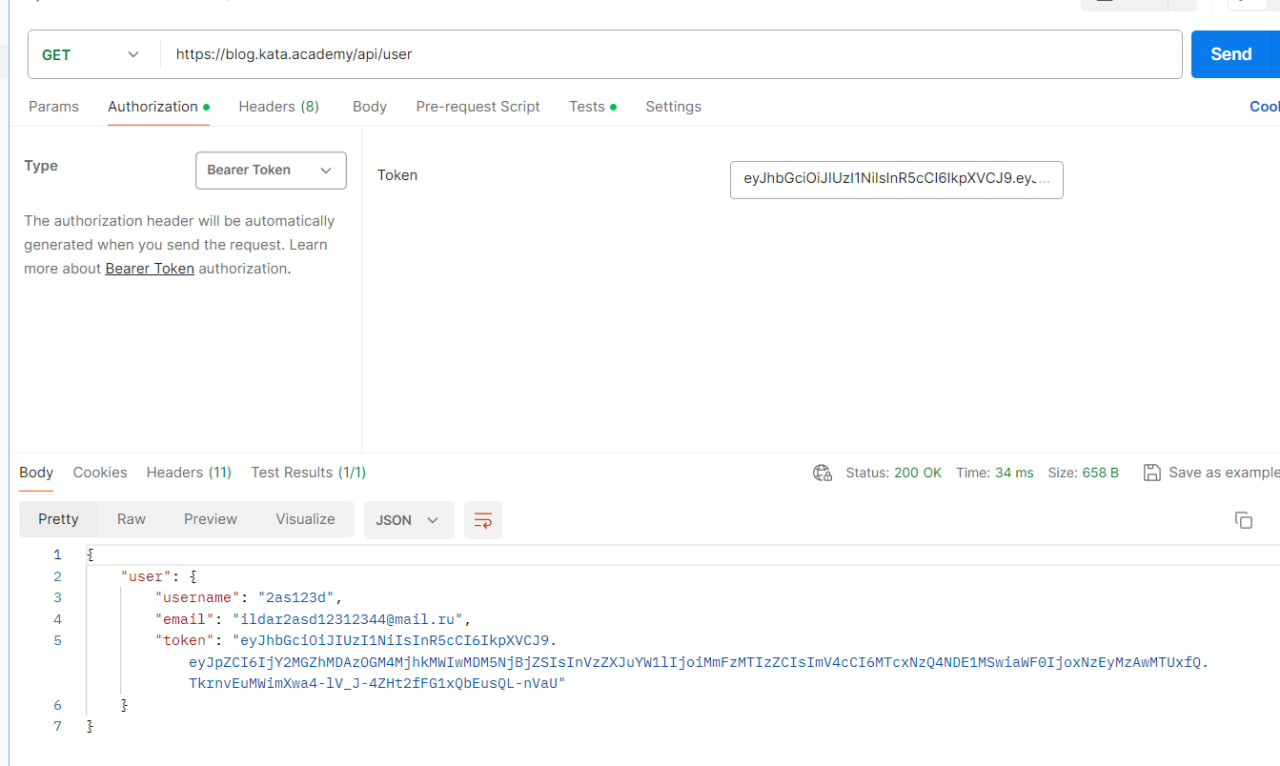 GET https://blog.kata.academy/api/user Send
Params Authorization Headers (8) Body Pre-request Script Tests Settings
Type Bearer Token Token eyJhbGciOiJIUzI1NiIsInR5cCI6IkpXVCJ9.ey...
The authorization header will be automatically
generated when you send the request. Learn
more about Bearer Token authorization.
Body Cookies Headers (11) Test Results (1/1) Status: 200 OK Time: 34 ms Size: 658 B Save as example
Pretty Raw Preview Visualize JSON
1 {
2 "user": {
3 "username": "2as123d",
4 "email": "ildar2asd12312344@mail.ru",
5 "token": "eyJhbGciOiJIUzI1NiIsInR5cCI6IkpXVCJ9.
eyJpZCI6IjY2MGZhMDAzOGM4MjhkMWIwMDM5NjBjZSIsInVzZXJuYW1lIjoiMmFzMTIzZCIsImV4cCI6MTcxNzQ4NDE1MSwiaWF0IjoxNzEyMzAwMTUxfQ.
TkrnvEuMWimXwa4-lV_J-4ZHt2fFG1xQbEusQL-nVaU"
6 }
7 }